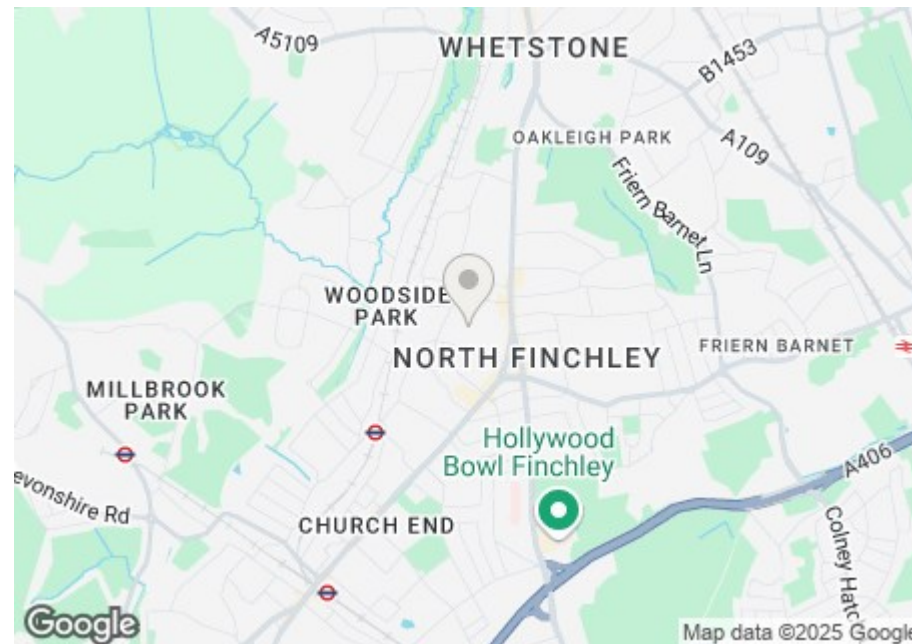 A5109
WHETSTONE
B1453
OAKLEIGH PARK
A109
Friern Barnet Ln
WOODSIDE
PARK
NORTH FINCHLEY
FRIERN BARNET
MILLBROOK
PARK
Hollywood
Bowl Finchley
A406
evonshire Rd
CHURCH END
Colney Hatc
Google
Map data ©2025 Google